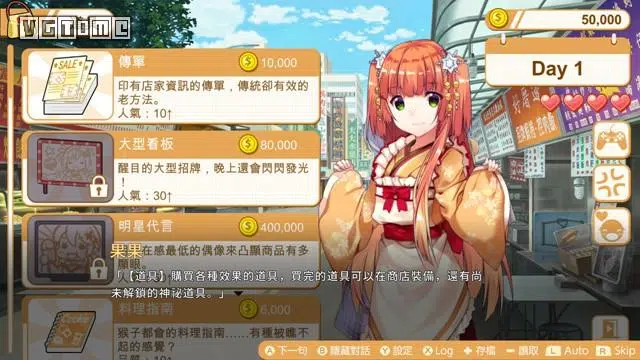 VGTIME
50,000
Day 1
傳單
10,000
SALE
印有店家資訊的傳單，傳統卻有效的
老方法。
人氣：10↑
大型看板
80,000
醒目的大型招牌，晚上還會閃閃發光
！
人氣：30↑
明星代言
400,000
果果
在感最低的偶像來凸顯商品有多
「【道具】購買各種效果的道具，買完的道具可以在商店裝備，還有尚
未解鎖的神秘道具。」
料理指南
6,000
猴子都會的料理指南……有種被瞧不
起的感覺？
A下一句 B隱藏對話 Y設定 X Log +存檔 −讀取 L Auto R Skip